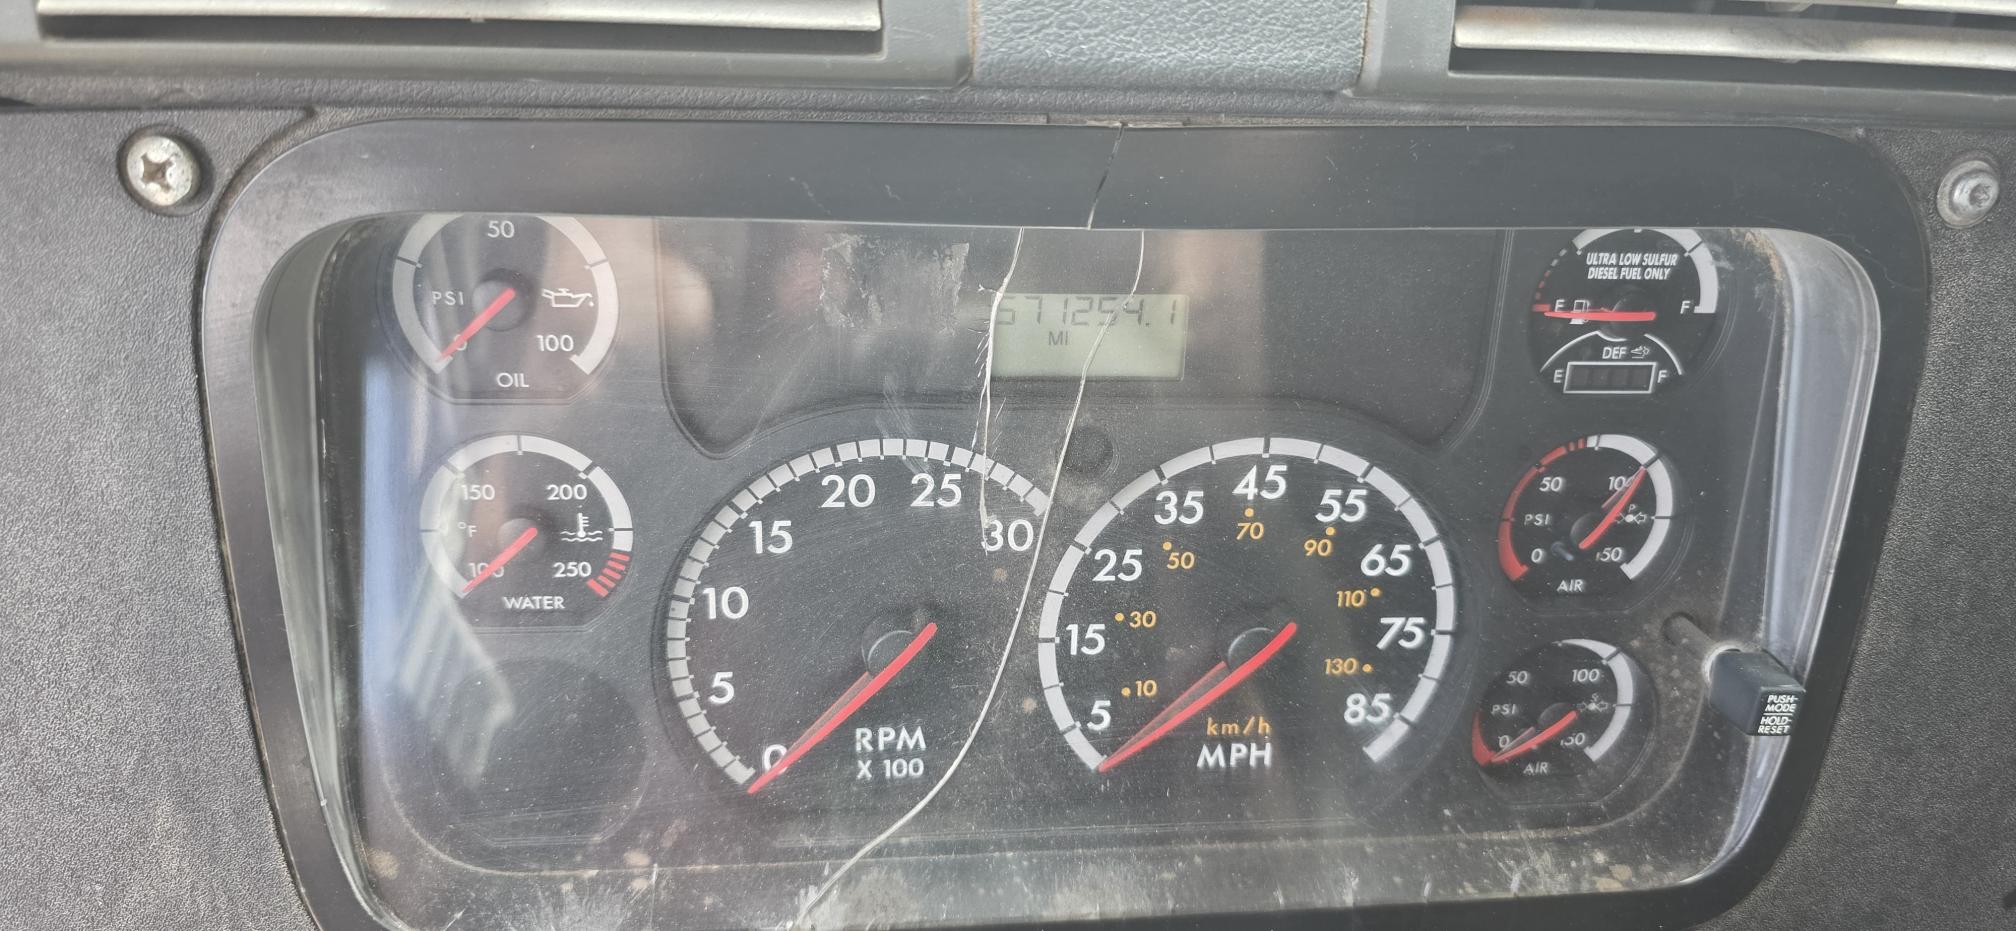 50
PSI
0
100
OIL
571254.1
MI
ULTRA LOW SULFUR
DIESEL FUEL ONLY
E F
DEF
E F
150 200
°F
100 250
WATER
0 5 10 15 20 25 30
RPM
X 100
5 15 25 35 45 55 65 75 85
10 30 50 70 90 110 130
km/h
MPH
50 100
PSI P
0 150
AIR
50 100
PSI S
0 150
AIR
PUSH-
MODE
HOLD-
RESET